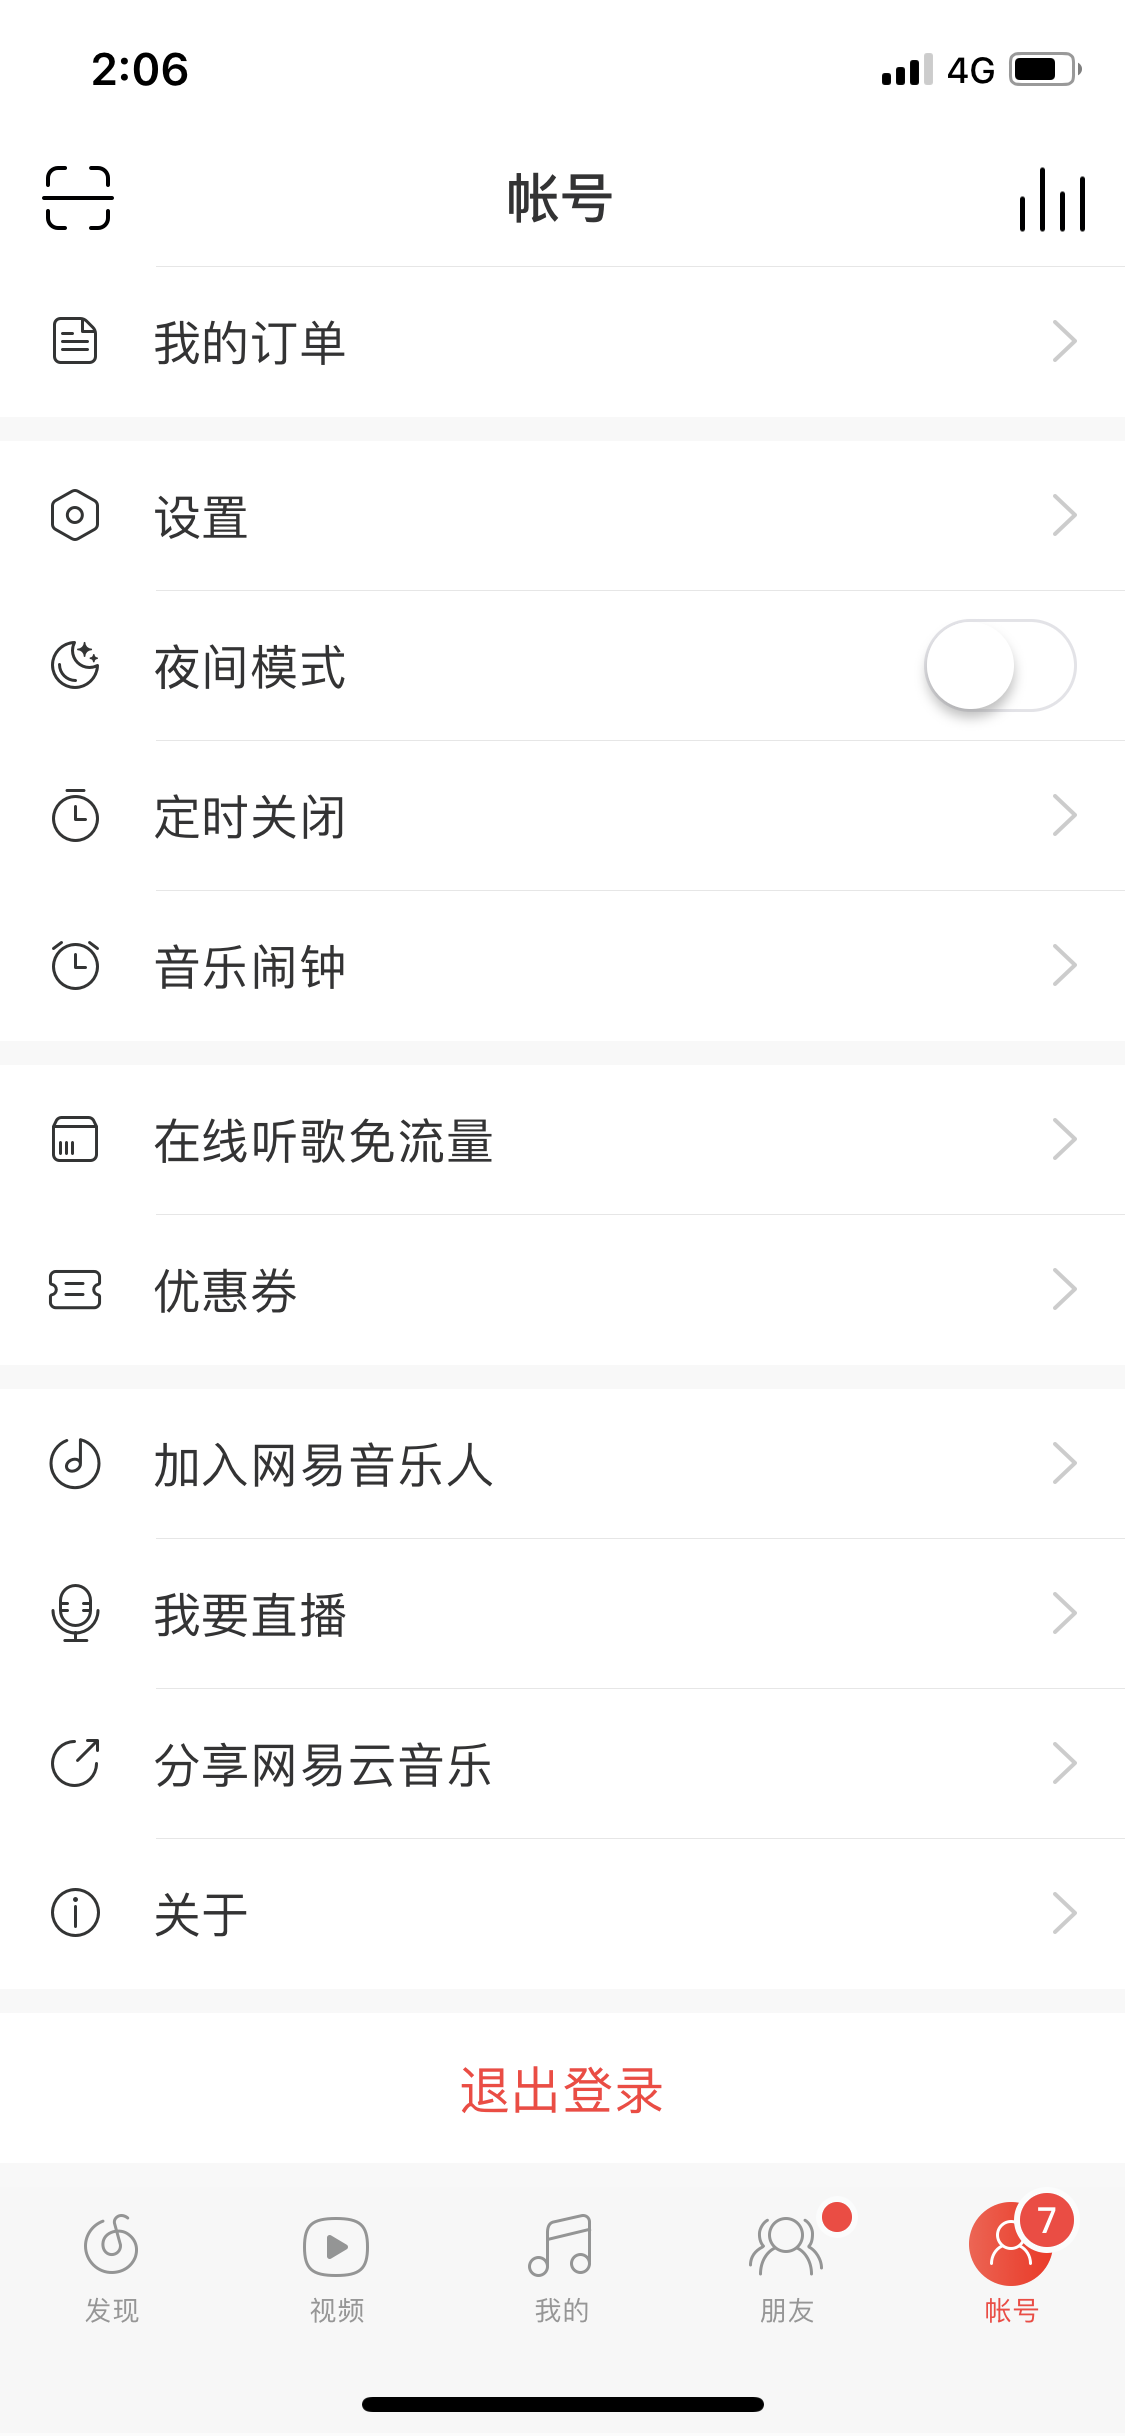 2:06
4G
帐号
我的订单
设置
夜间模式
定时关闭
音乐闹钟
在线听歌免流量
优惠券
加入网易音乐人
我要直播
分享网易云音乐
关于
退出登录
7
发现
视频
我的
朋友
帐号